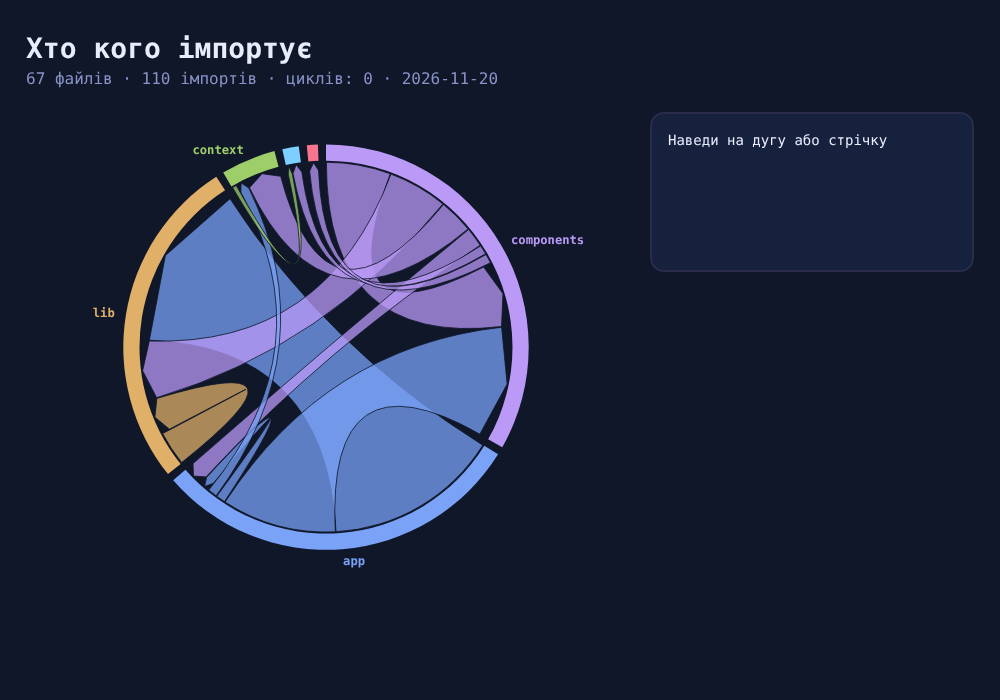 Хто кого імпортує
67 файлів · 110 імпортів · циклів: 0 · 2026-11-20
Наведи на дугу або стрічку
context
components
lib
app